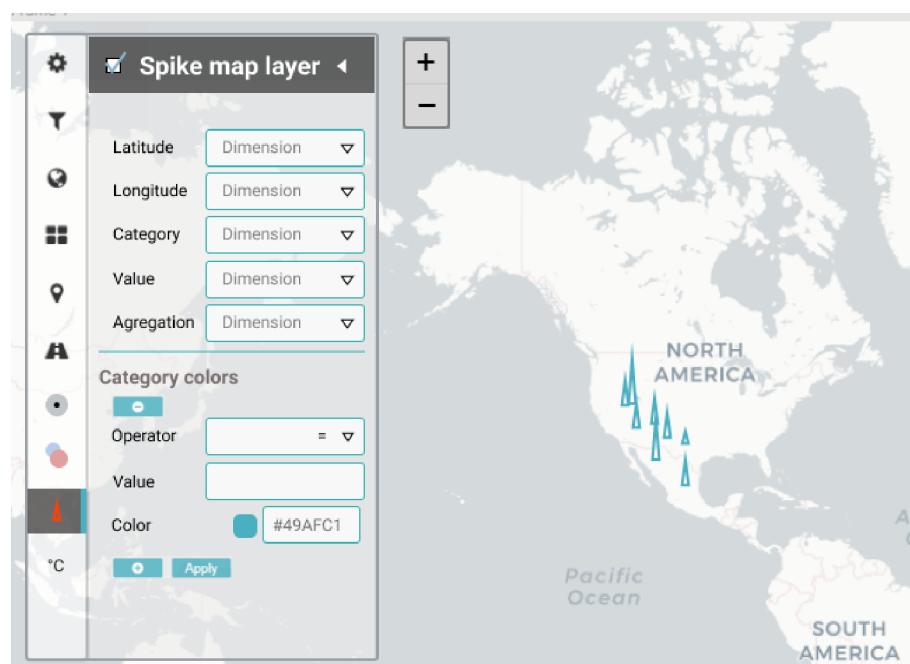 Spike map layer
+
−
Latitude Dimension
Longitude Dimension
Category Dimension
Value Dimension
Agregation Dimension
Category colors
Operator =
Value
Color #49AFC1
Apply
°C
NORTH
AMERICA
Pacific
Ocean
SOUTH
AMERICA